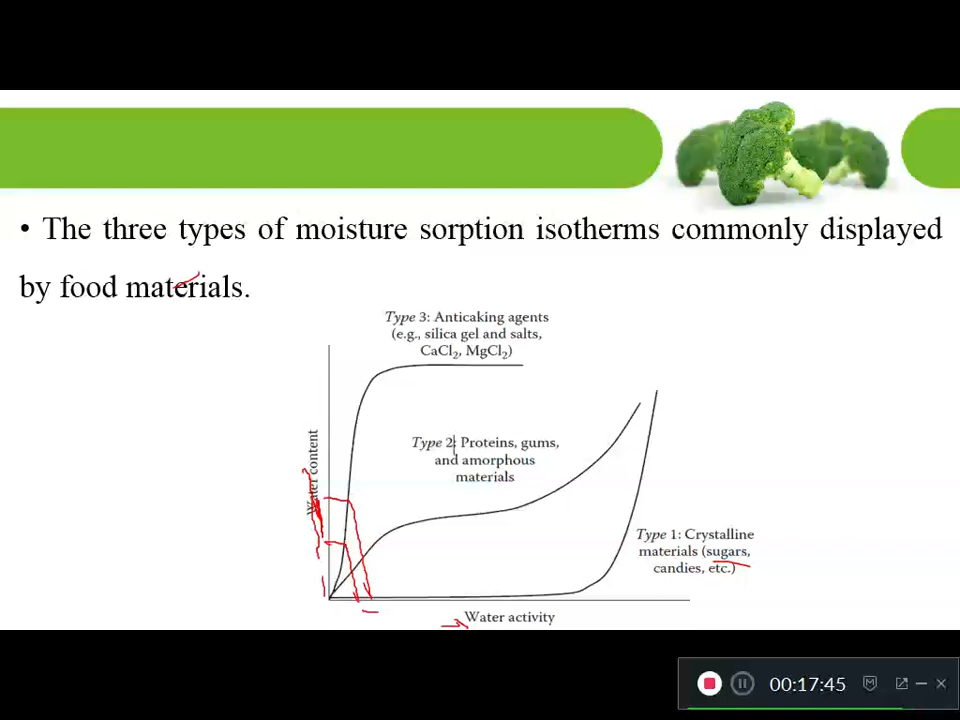 • The three types of moisture sorption isotherms commonly displayed
by food materials.
Type 3: Anticaking agents
(e.g., silica gel and salts,
CaCl₂, MgCl₂)
Type 2: Proteins, gums,
and amorphous
materials
Water content
Type 1: Crystalline
materials (sugars,
candies, etc.)
Water activity
00:17:45